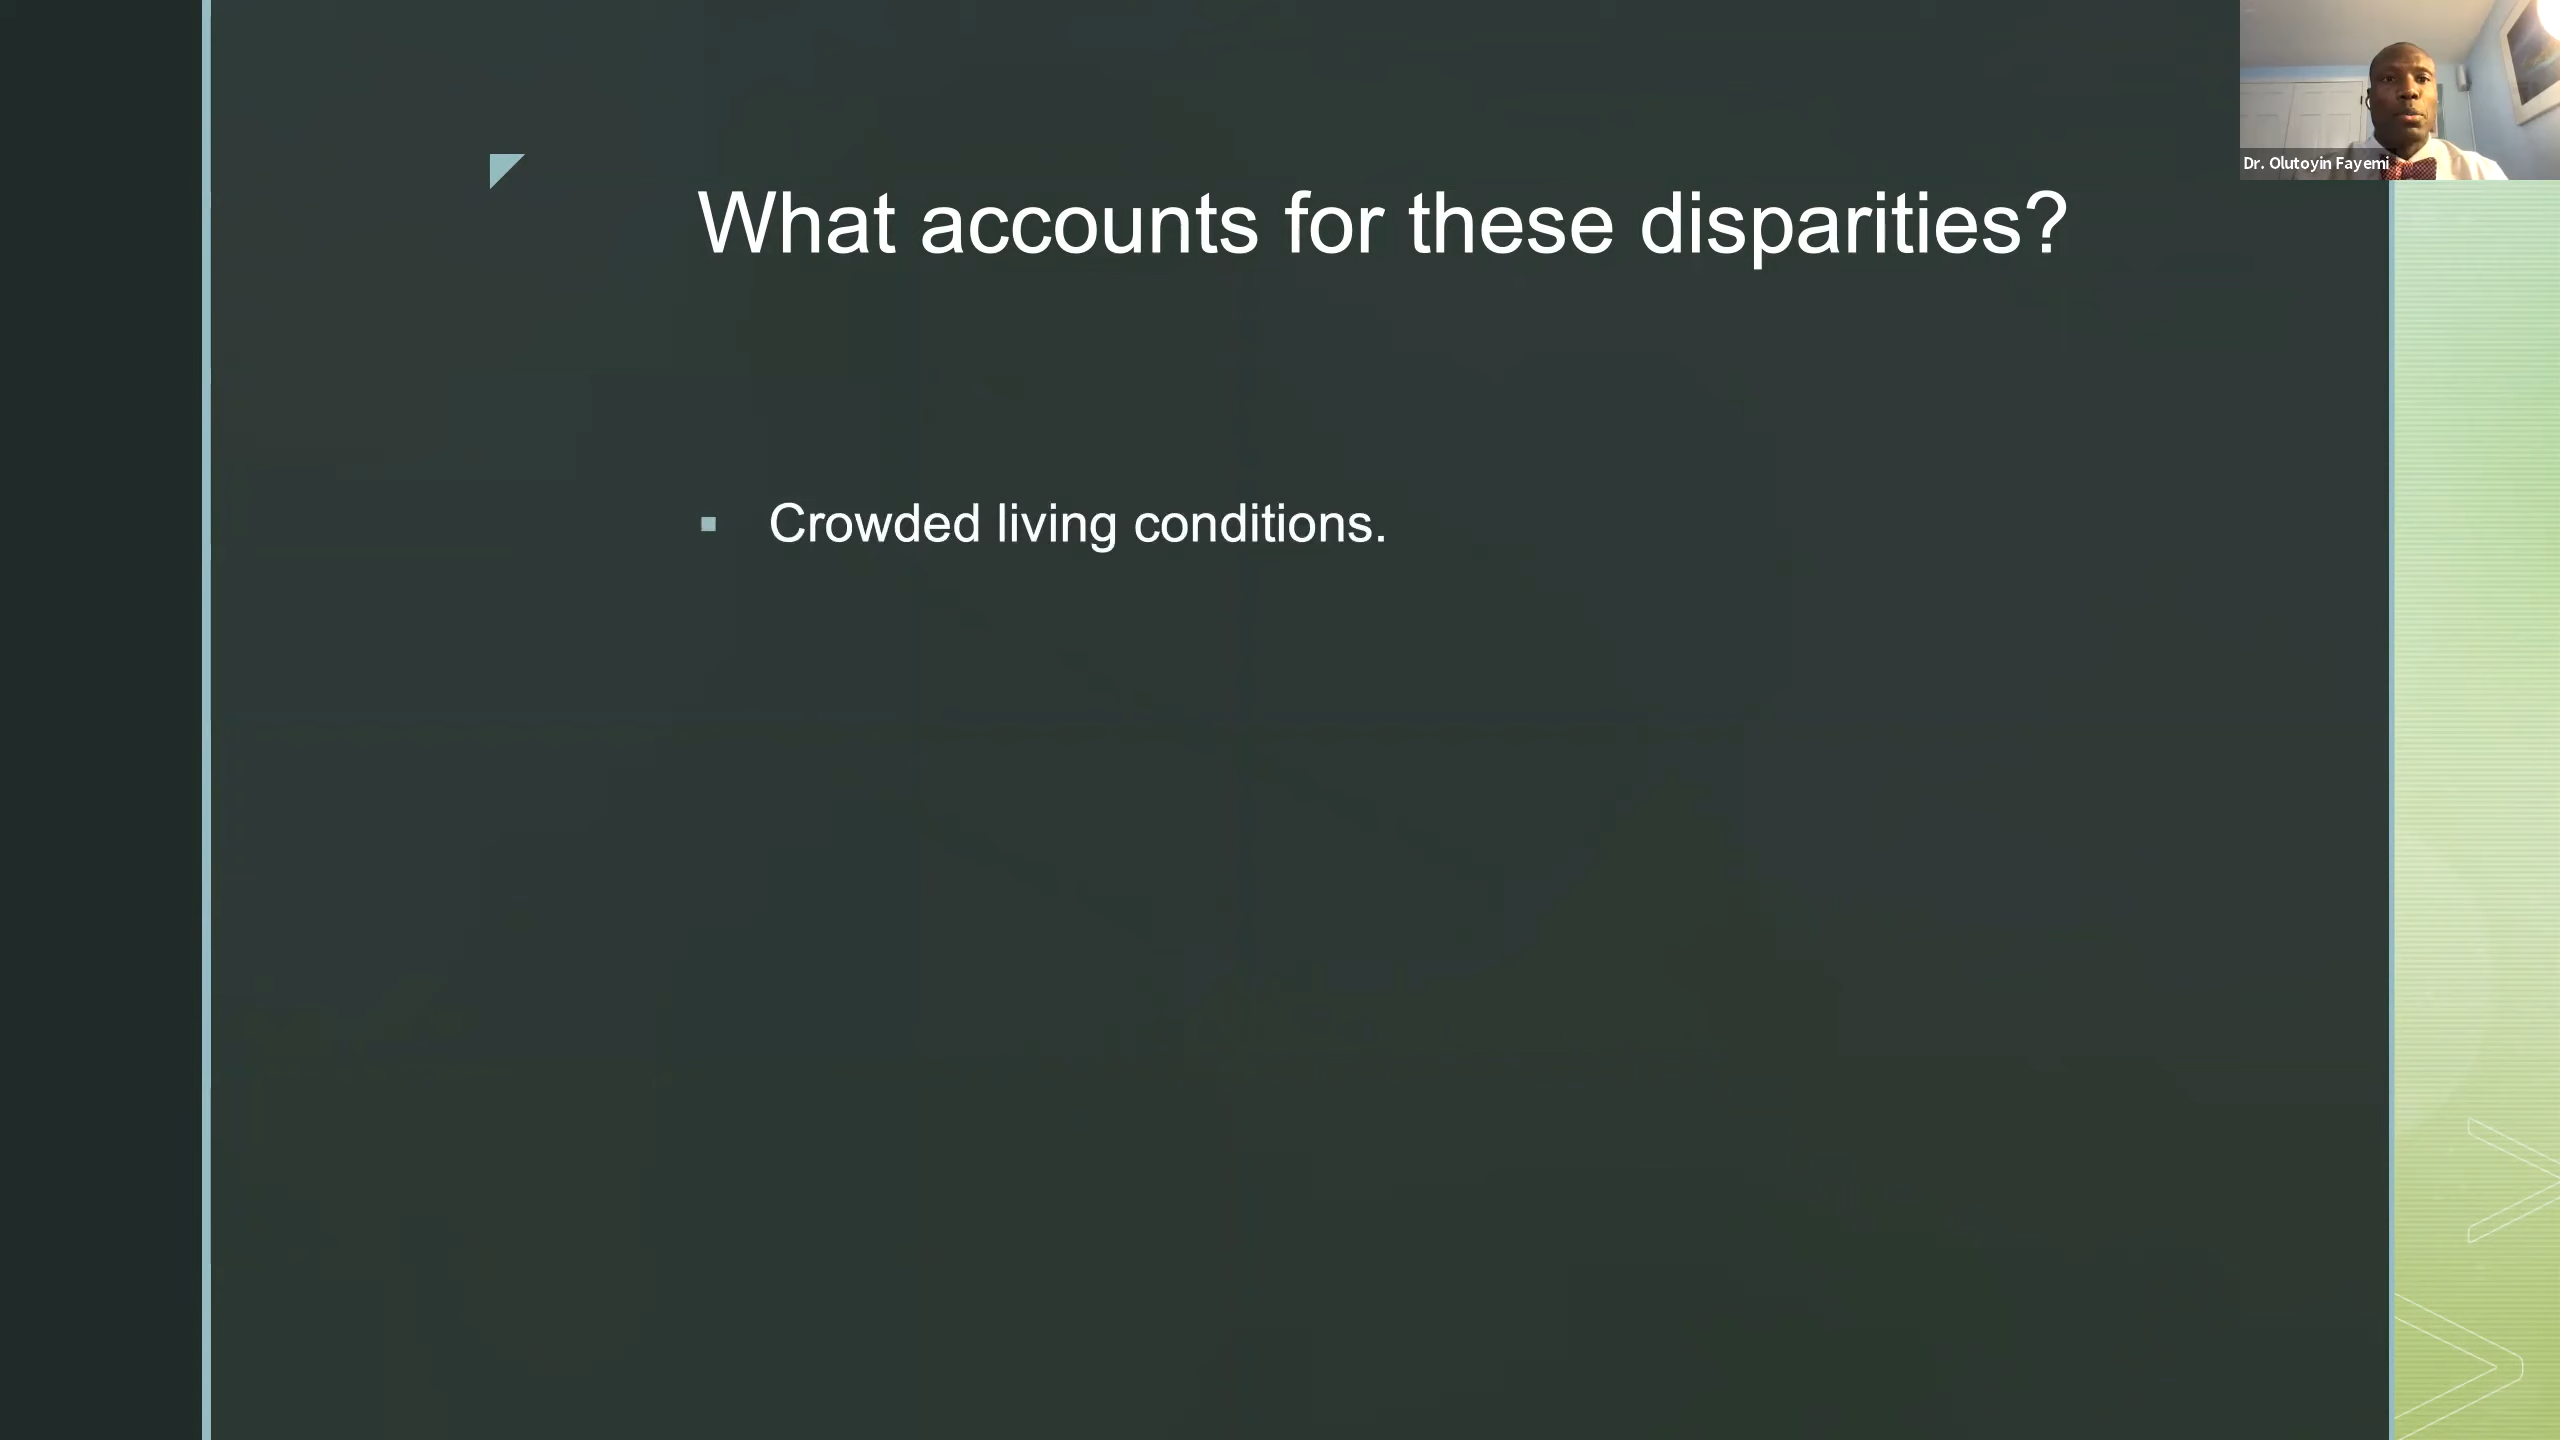 Dr. Olutoyin Fayemi
What accounts for these disparities?
Crowded living conditions.